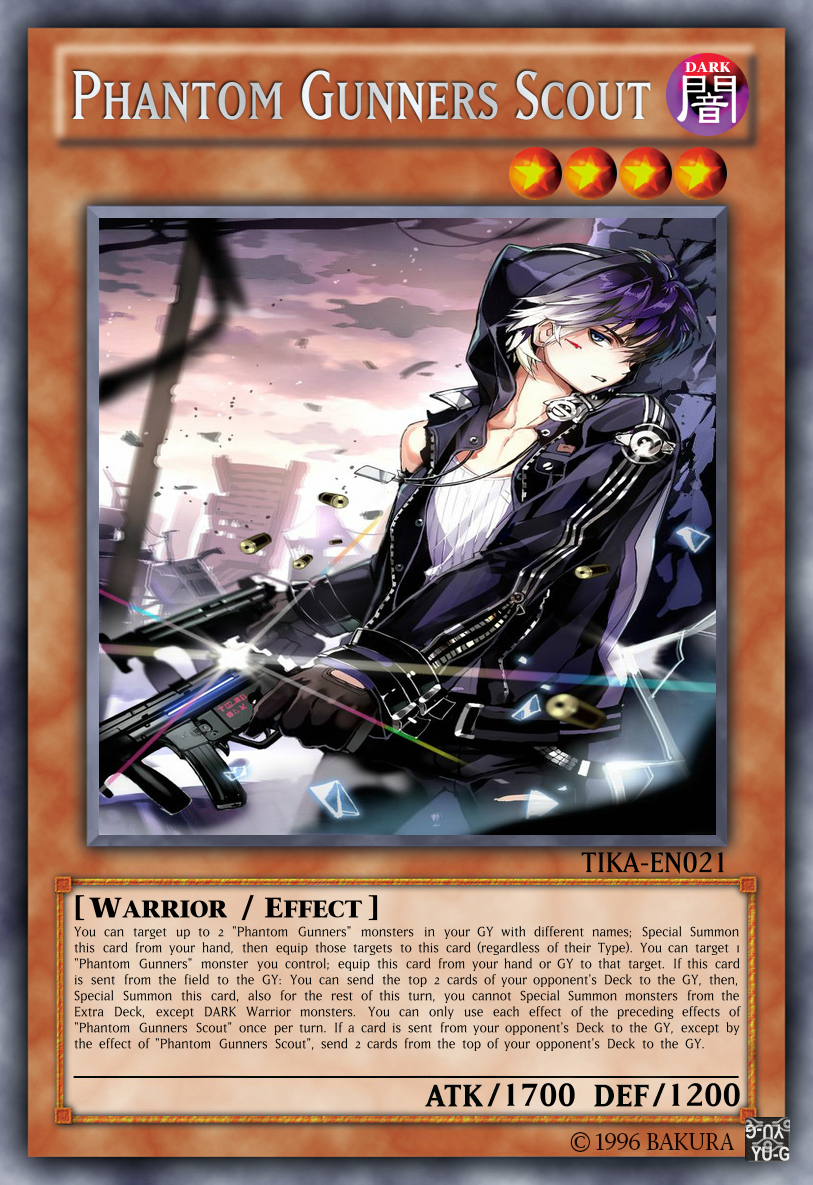 PHANTOM GUNNERS SCOUT
DARK
闇
TIKA-EN021
[ WARRIOR / EFFECT ]
You can target up to 2 "Phantom Gunners" monsters in your GY with different names; Special Summon
this card from your hand, then equip those targets to this card (regardless of their Type). You can target 1
"Phantom Gunners" monster you control; equip this card from your hand or GY to that target. If this card
is sent from the field to the GY: You can send the top 2 cards of your opponent's Deck to the GY, then,
Special Summon this card, also for the rest of this turn, you cannot Special Summon monsters from the
Extra Deck, except DARK Warrior monsters. You can only use each effect of the preceding effects of
"Phantom Gunners Scout" once per turn. If a card is sent from your opponent's Deck to the GY, except by
the effect of "Phantom Gunners Scout", send 2 cards from the top of your opponent's Deck to the GY.
ATK/1700 DEF/1200
© 1996 BAKURA
YU-G
YU-G